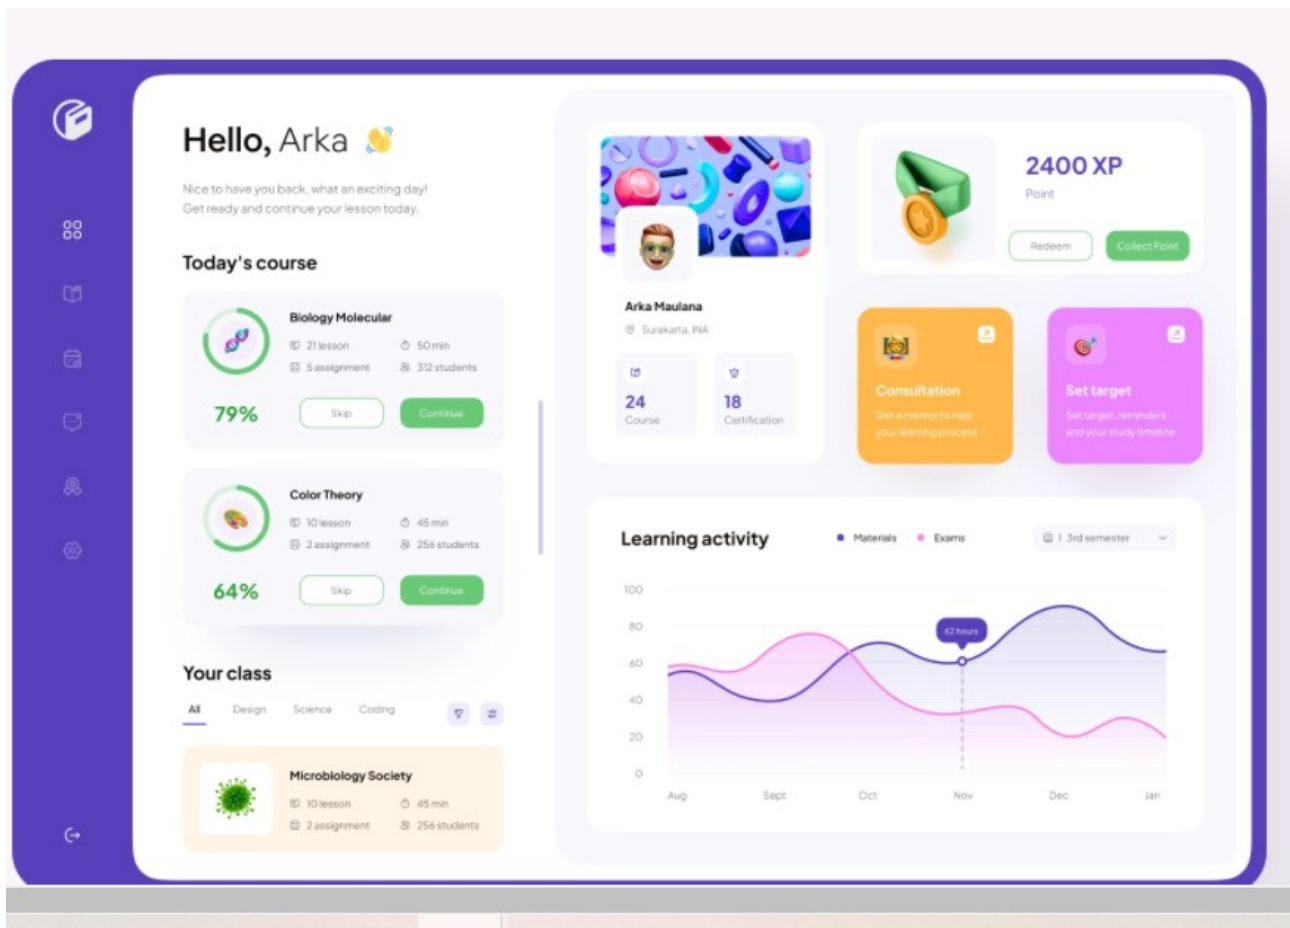 Hello, Arka
Nice to have you back, what an exciting day!
Get ready and continue your lesson today.
Today's course
Biology Molecular
21 lesson
50 min
5 assignment
312 students
79%
Skip
Continue
Color Theory
10 lesson
45 min
2 assignment
256 students
64%
Skip
Continue
Your class
All
Design
Science
Coding
Microbiology Society
10 lesson
45 min
2 assignment
256 students
Arka Maulana
Surakarta, INA
24
Course
18
Certification
2400 XP
Point
Redeem
Collect Point
Consultation
Get a mentor to help
your learning process
Set target
Set target, reminders
and your study timeline
Learning activity
Materials
Exams
3rd semester
100
80
60
40
20
0
62 hours
Aug
Sept
Oct
Nov
Dec
Jan